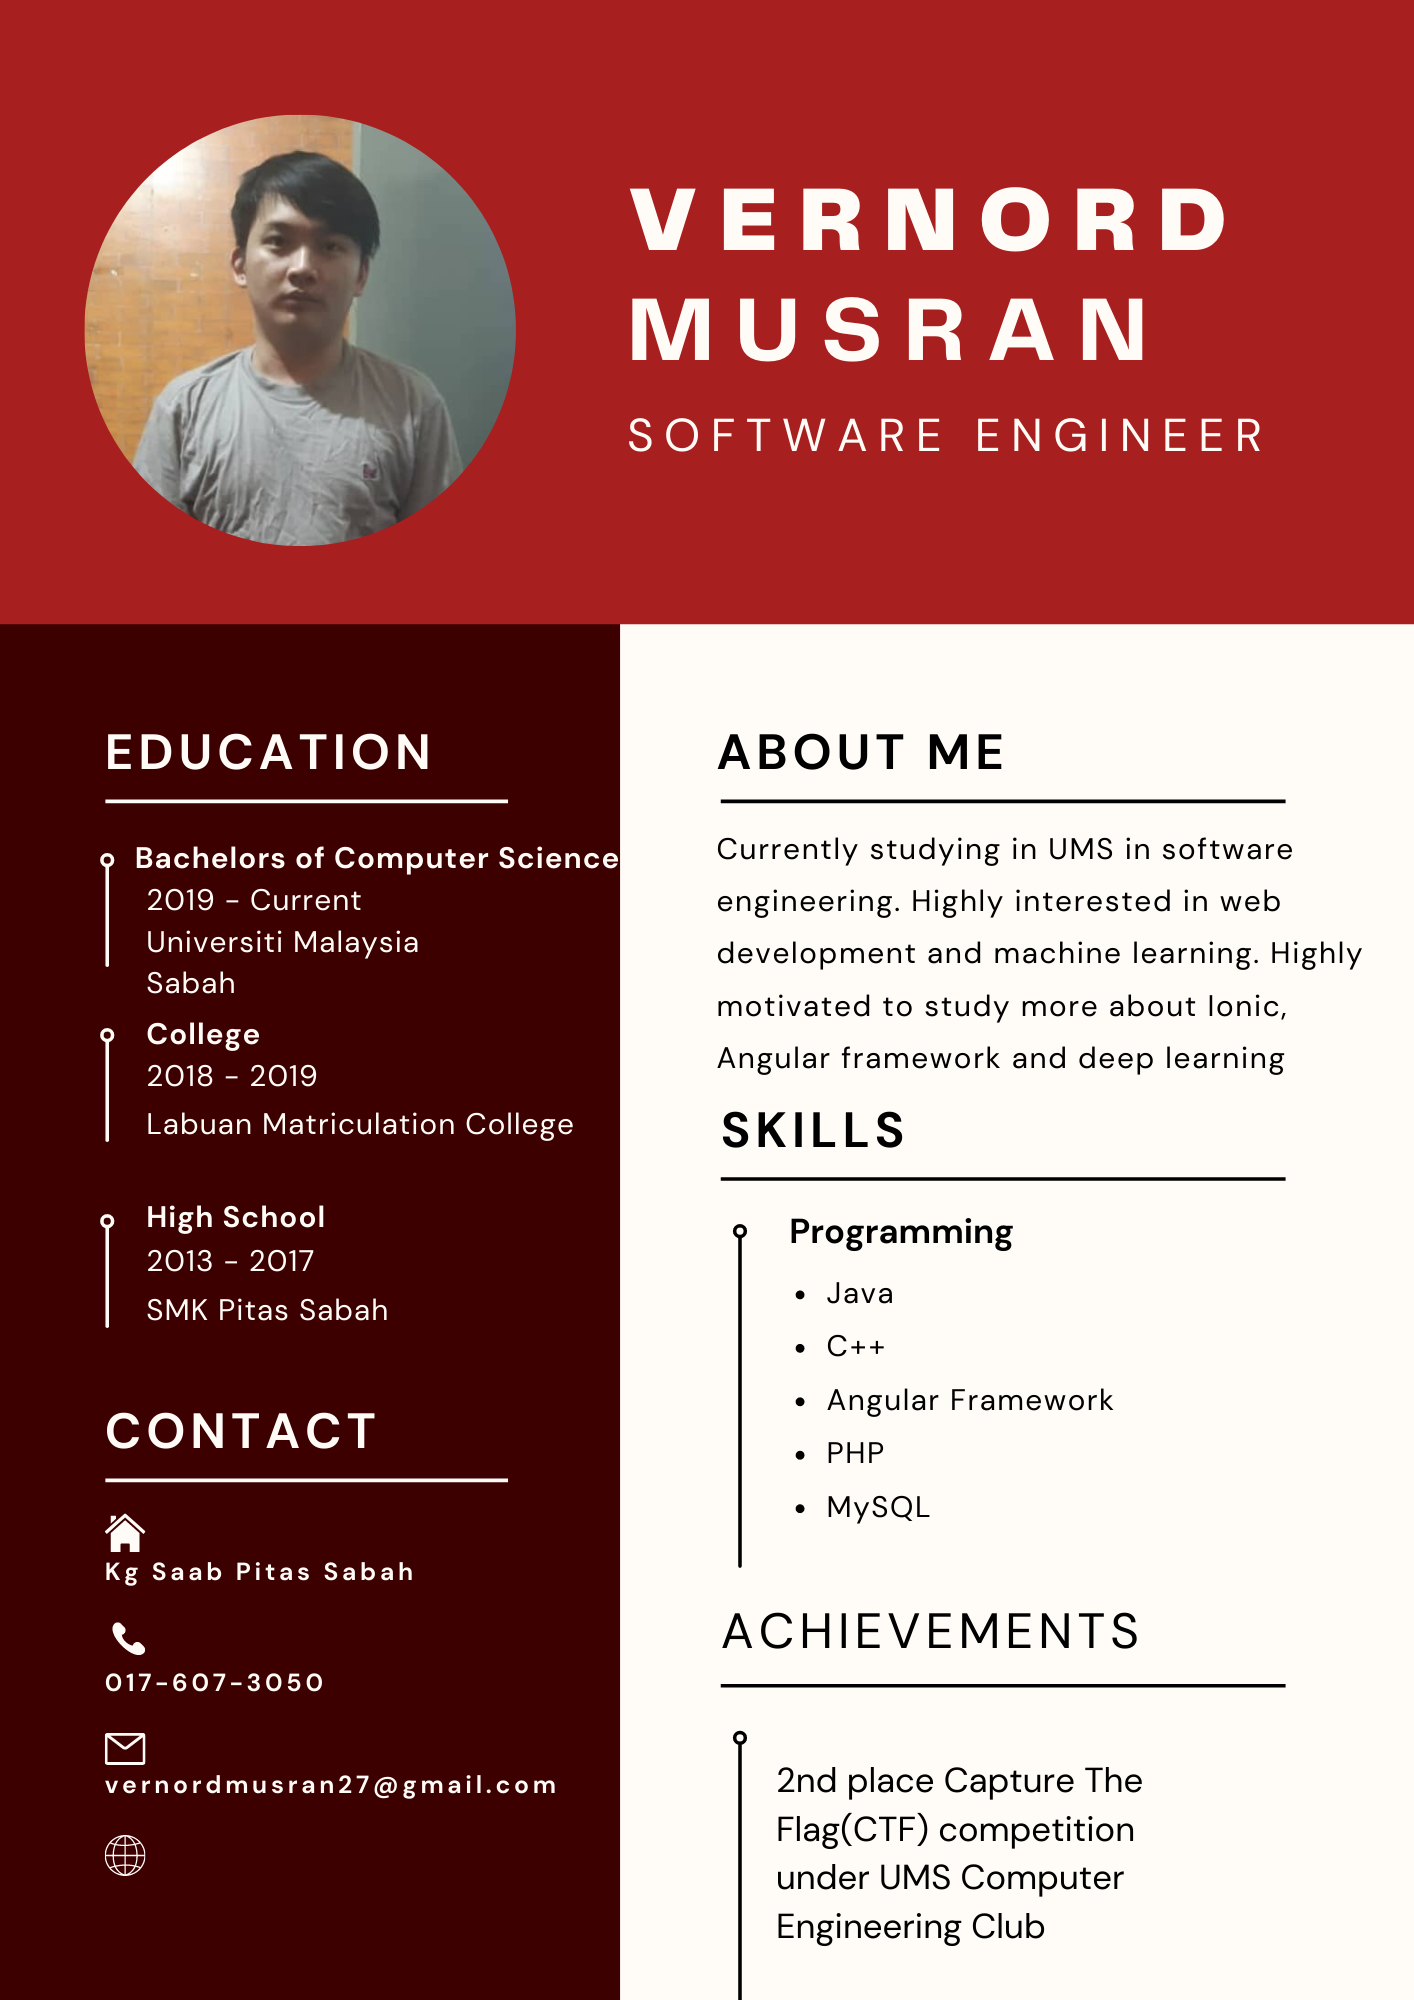 VERNORD
MUSRAN
SOFTWARE ENGINEER
EDUCATION
Bachelors of Computer Science
2019 - Current
Universiti Malaysia
Sabah
College
2018 - 2019
Labuan Matriculation College
High School
2013 - 2017
SMK Pitas Sabah
CONTACT
Kg Saab Pitas Sabah
017-607-3050
vernordmusran27@gmail.com
ABOUT ME
Currently studying in UMS in software
engineering. Highly interested in web
development and machine learning. Highly
motivated to study more about Ionic,
Angular framework and deep learning
SKILLS
Programming
• Java
• C++
• Angular Framework
• PHP
• MySQL
ACHIEVEMENTS
2nd place Capture The
Flag(CTF) competition
under UMS Computer
Engineering Club